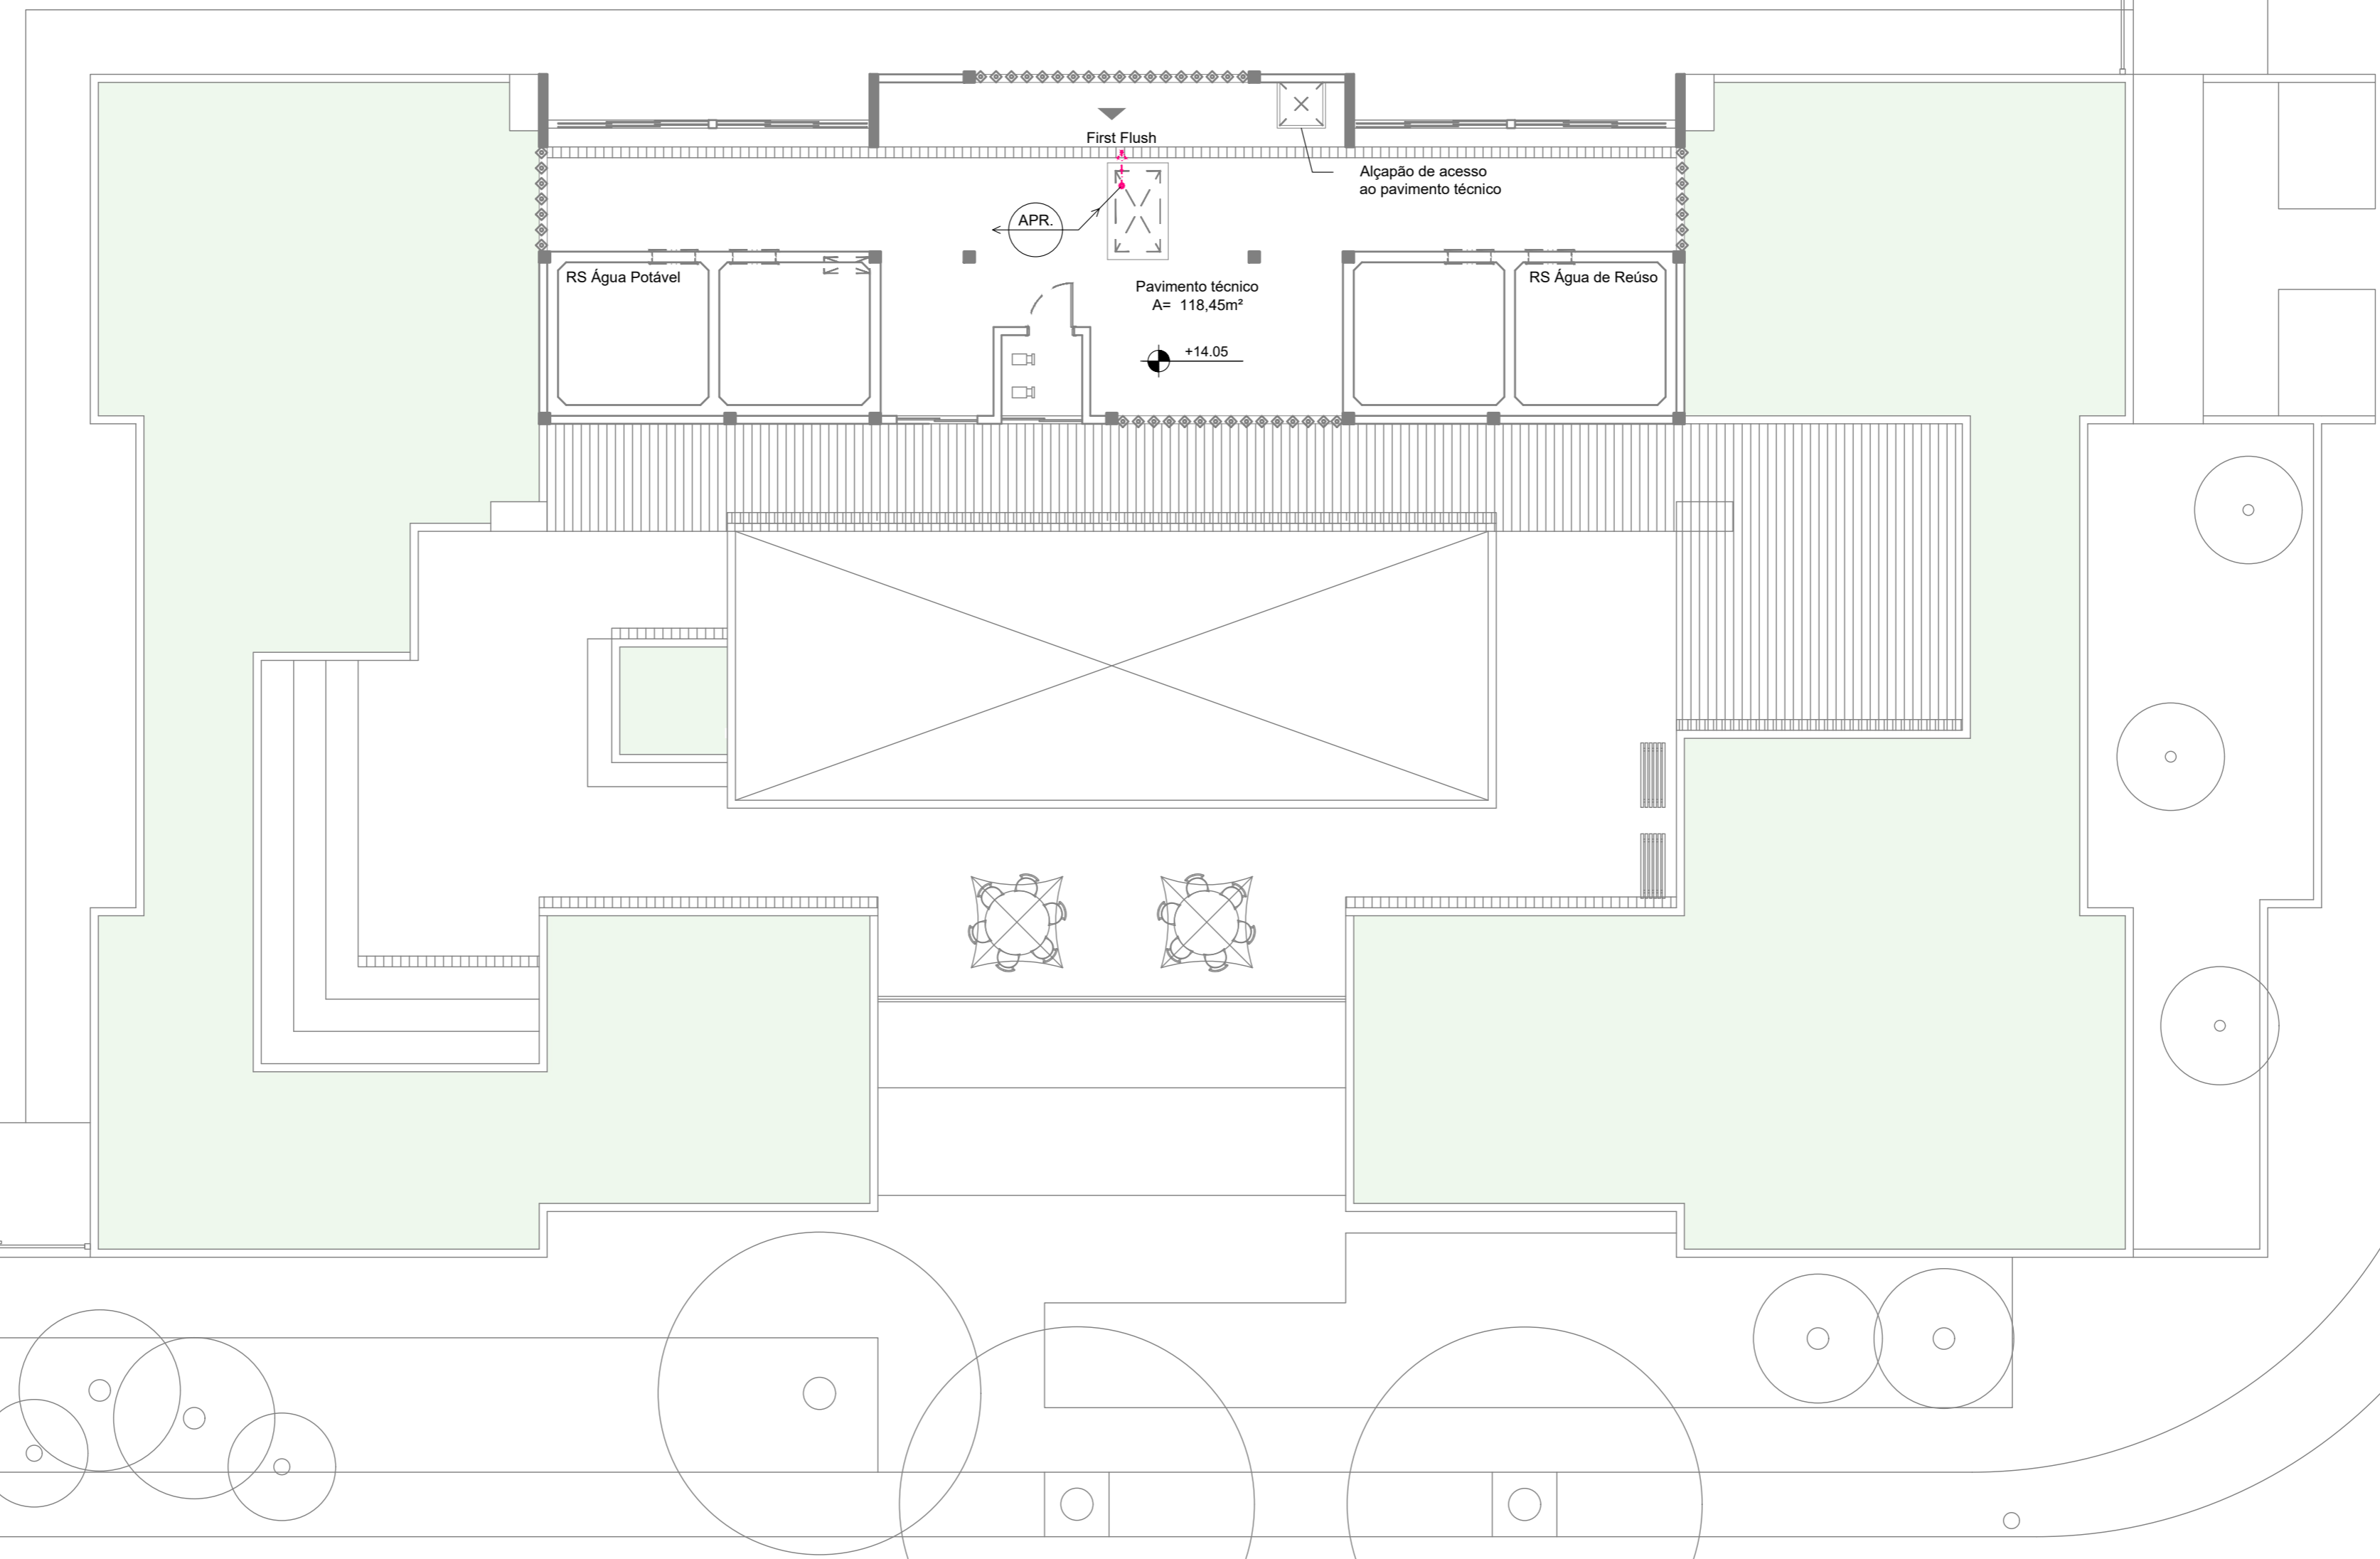 First Flush
Alçapão de acesso
ao pavimento técnico
APR.
RS Água Potável
RS Água de Reúso
Pavimento técnico
A= 118,45m²
+14.05